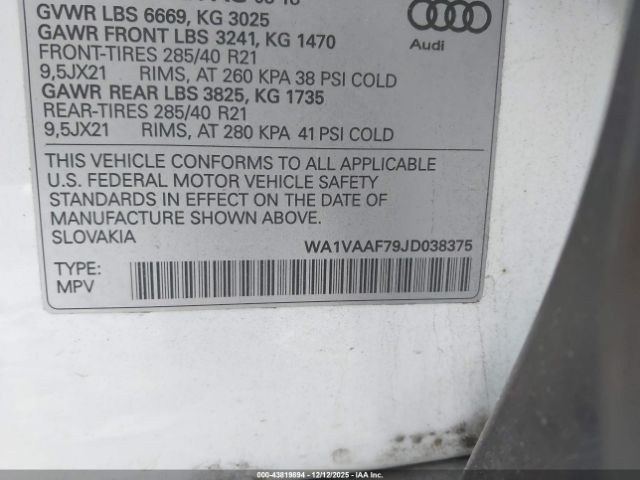 GVWR LBS 6669, KG 3025
GAWR FRONT LBS 3241, KG 1470
FRONT-TIRES 285/40 R21
9,5JX21 RIMS, AT 260 KPA 38 PSI COLD
GAWR REAR LBS 3825, KG 1735
REAR-TIRES 285/40 R21
9,5JX21 RIMS, AT 280 KPA 41 PSI COLD
Audi
THIS VEHICLE CONFORMS TO ALL APPLICABLE
U.S. FEDERAL MOTOR VEHICLE SAFETY
STANDARDS IN EFFECT ON THE DATE OF
MANUFACTURE SHOWN ABOVE.
SLOVAKIA WA1VAAF79JD038375
TYPE:
MPV
000-43819894 - 12/12/2025 - IAA Inc.